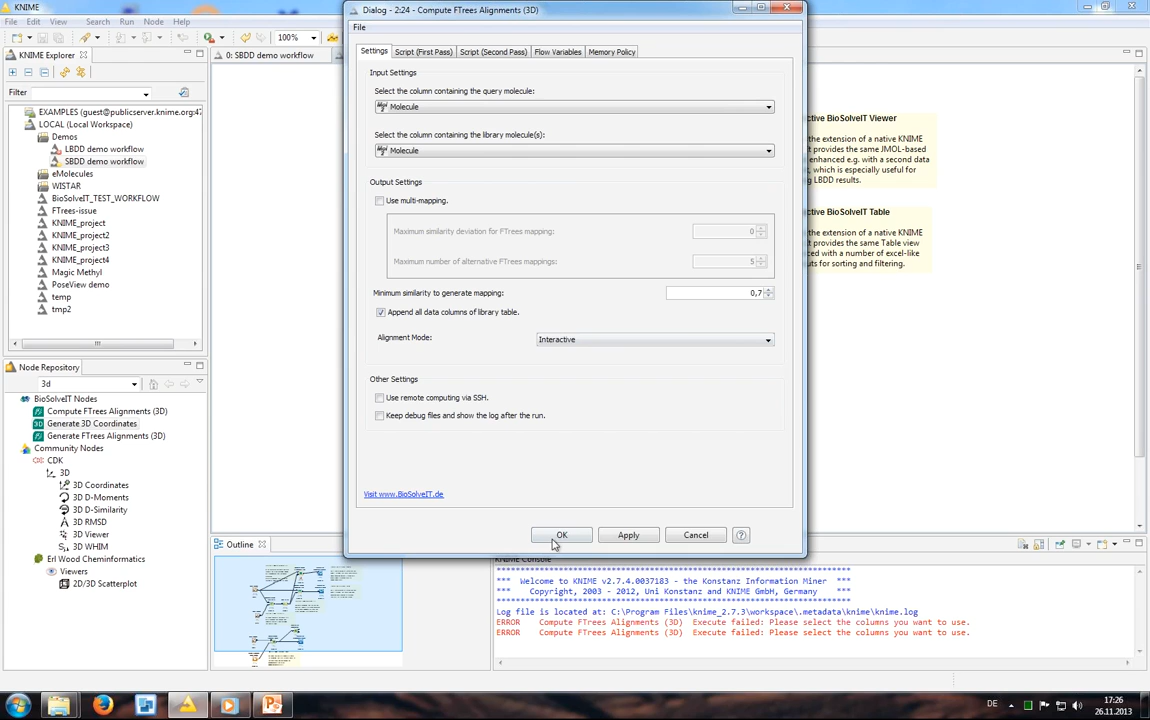 KNIME
File Edit View Search Run Node Help
100%
KNIME Explorer
0: SBDD demo workflow
Filter
EXAMPLES (guest@publicserver.knime.org:47
LOCAL (Local Workspace)
Demos
LBDD demo workflow
SBDD demo workflow
eMolecules
WISTAR
BioSolveIT_TEST_WORKFLOW
FTrees-issue
KNIME_project
KNIME_project2
KNIME_project3
KNIME_project4
Magic Methyl
PoseView demo
temp
tmp2
Node Repository
3d
BioSolveIT Nodes
Compute FTrees Alignments (3D)
Generate 3D Coordinates
Generate FTrees Alignments (3D)
Community Nodes
CDK
3D
3D Coordinates
3D D-Moments
3D D-Similarity
3D RMSD
3D Viewer
3D WHIM
Erl Wood Cheminformatics
Viewers
2D/3D Scatterplot
Dialog - 2:24 - Compute FTrees Alignments (3D)
File
Settings Script (First Pass) Script (Second Pass) Flow Variables Memory Policy
Input Settings
Select the column containing the query molecule:
Molecule
Select the column containing the library molecule(s):
Molecule
Output Settings
Use multi-mapping.
Maximum similarity deviation for FTrees mapping: 0
Maximum number of alternative FTrees mappings: 5
Minimum similarity to generate mapping: 0,7
Append all data columns of library table.
Alignment Mode: Interactive
Other Settings
Use remote computing via SSH.
Keep debug files and show the log after the run.
Visit www.BioSolveIT.de
OK Apply Cancel
ctive BioSolveIT Viewer
the extension of a native KNIME
t provides the same JMOL-based
enhanced e.g. with a second data
t, which is especially useful for
g LBDD results.
ctive BioSolveIT Table
the extension of a native KNIME
t provides the same Table view
ced with a number of excel-like
uts for sorting and filtering.
Outline
KNIME Console
*** Welcome to KNIME v2.7.4.0037183 - the Konstanz Information Miner ***
*** Copyright, 2003 - 2012, Uni Konstanz and KNIME GmbH, Germany ***
Log file is located at: C:\Program Files\knime_2.7.3\workspace\.metadata\knime\knime.log
ERROR Compute FTrees Alignments (3D) Execute failed: Please select the columns you want to use.
ERROR Compute FTrees Alignments (3D) Execute failed: Please select the columns you want to use.
DE
17:26
26.11.2013